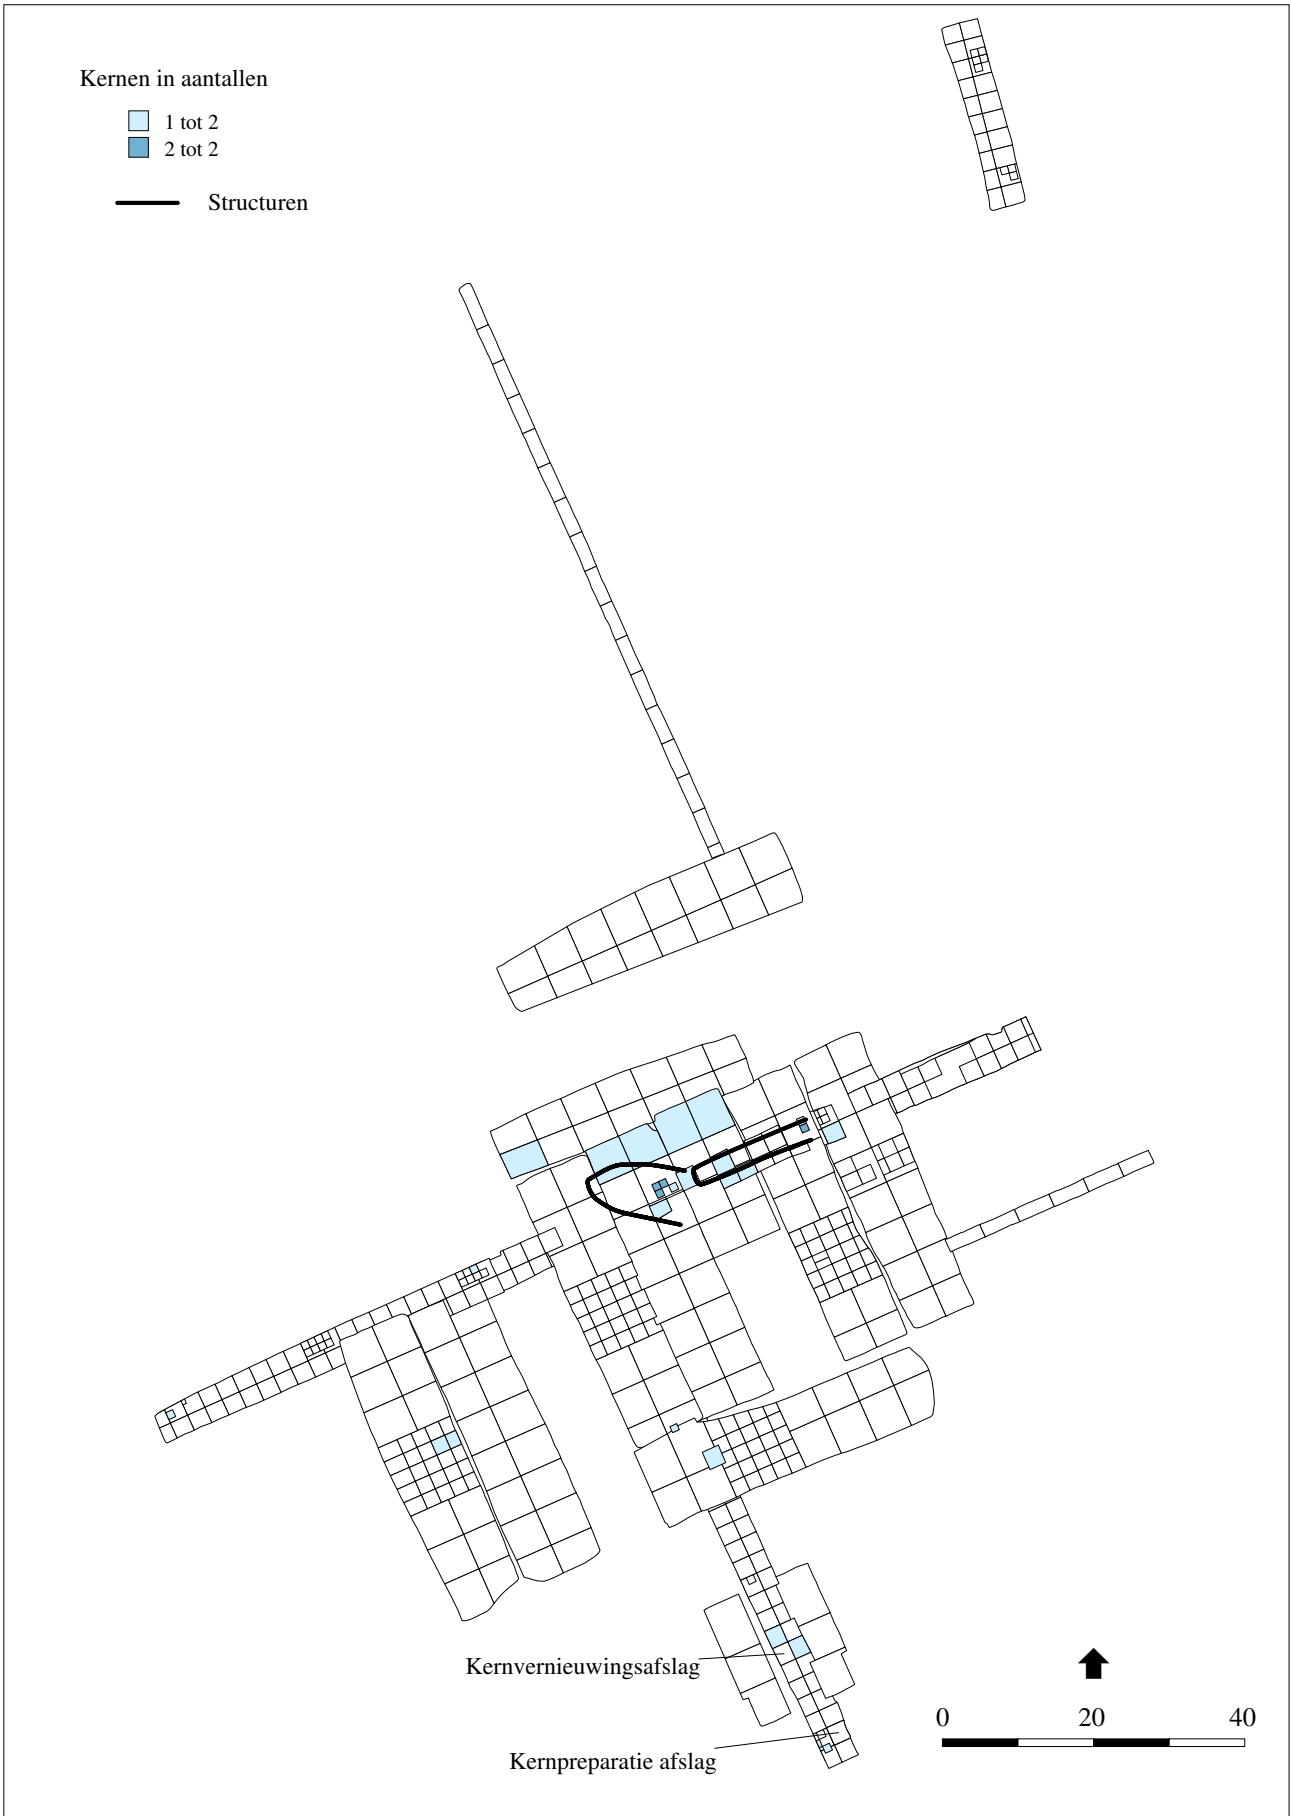 Kernen in aantallen
1 tot 2
2 tot 2
Structuren
Kernvernieuwingsafslag
Kernpreparatie afslag
0 20 40